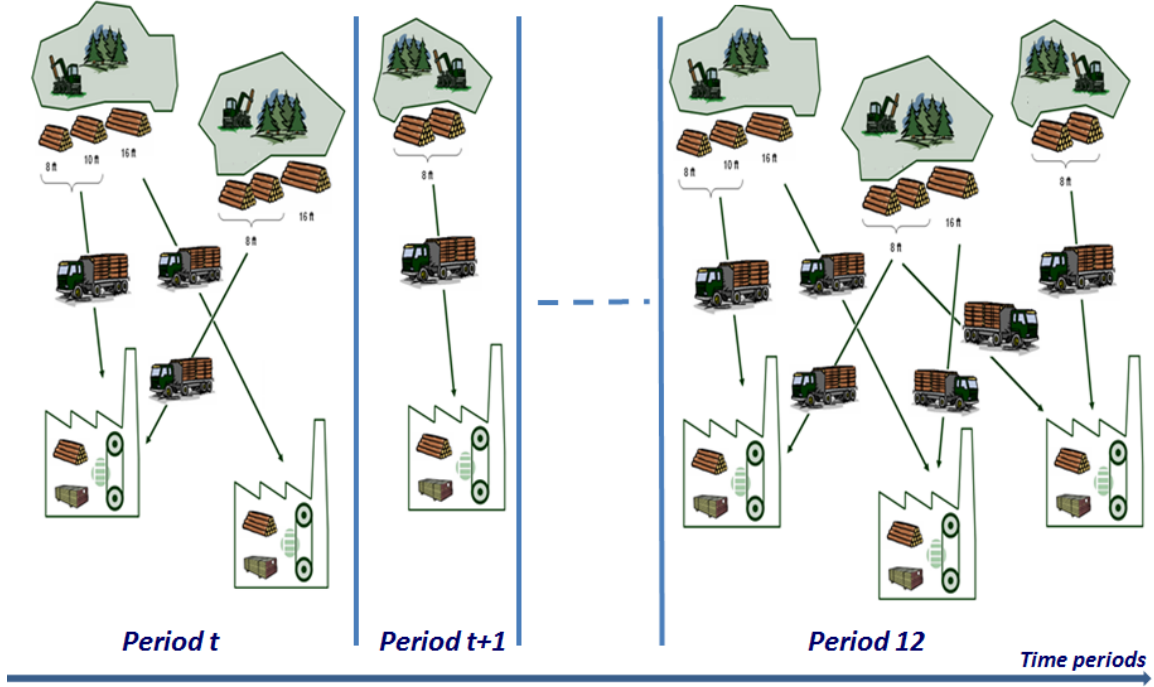 8 ft
10 ft
16 ft
8 ft
16 ft
8 ft
8 ft
10 ft
16 ft
8 ft
16 ft
8 ft
Period t
Period t+1
Period 12
Time periods